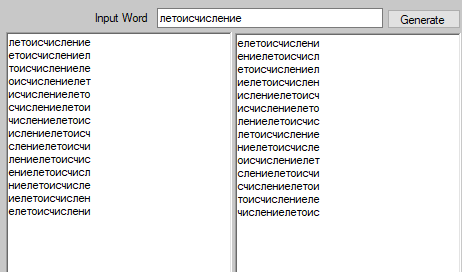 Input Word летоисчисление Generate
летоисчисление
етоисчислениел
тоисчислениеле
оисчислениелет
исчислениелето
счислениелетои
числениелетоис
ислениелетоисч
слениелетоисчи
лениелетоисчис
ениелетоисчисл
ниелетоисчисле
иелетоисчислен
елетоисчислени
елетоисчислени
ениелетоисчисл
етоисчислениел
иелетоисчислен
ислениелетоисч
исчислениелето
лениелетоисчис
летоисчисление
ниелетоисчисле
оисчислениелет
слениелетоисчи
счислениелетои
тоисчислениеле
числениелетоис